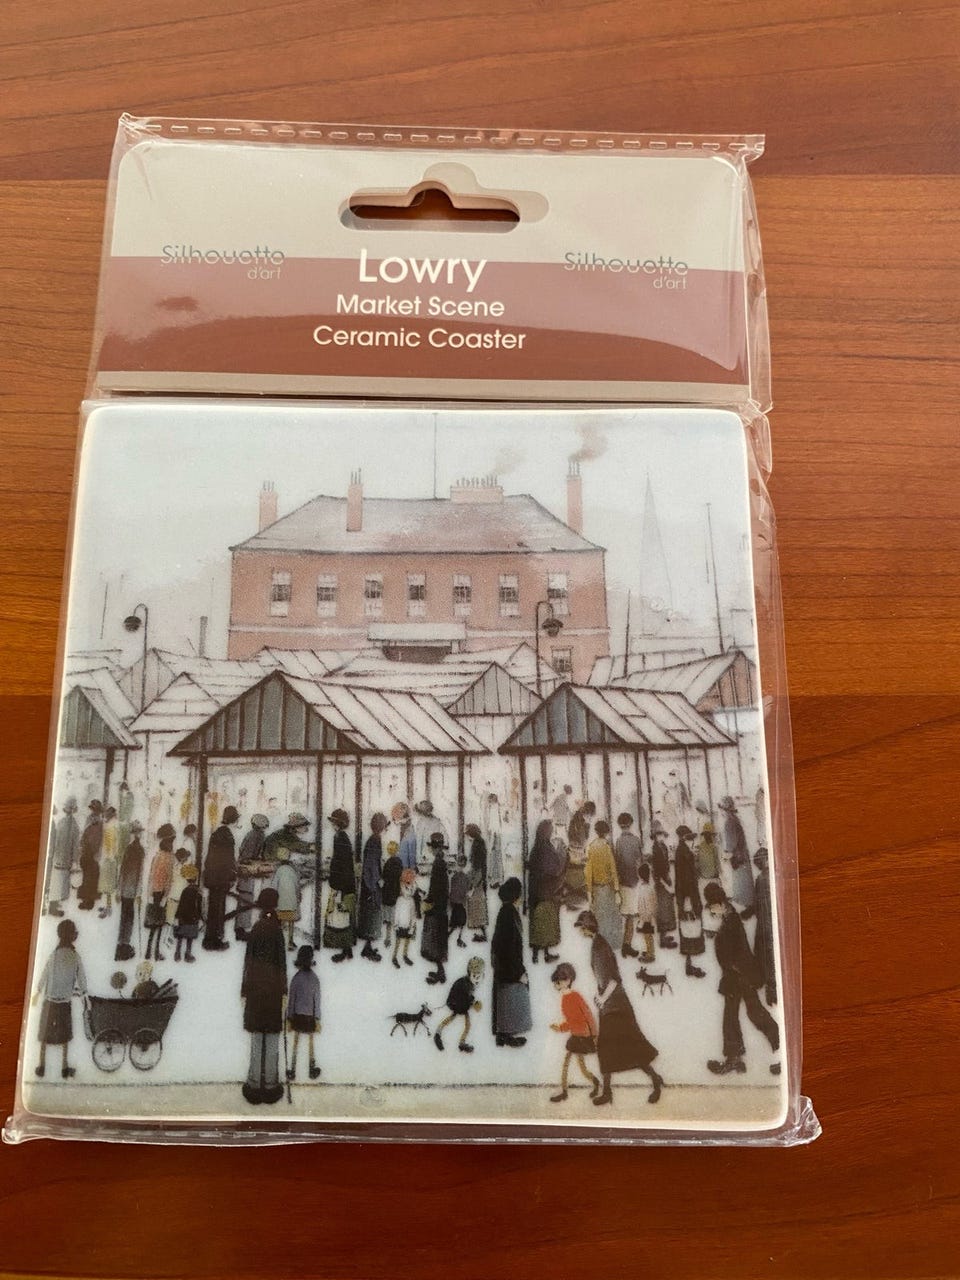 Silhouette
d'art
Lowry
Market Scene
Ceramic Coaster
Silhouette
d'art